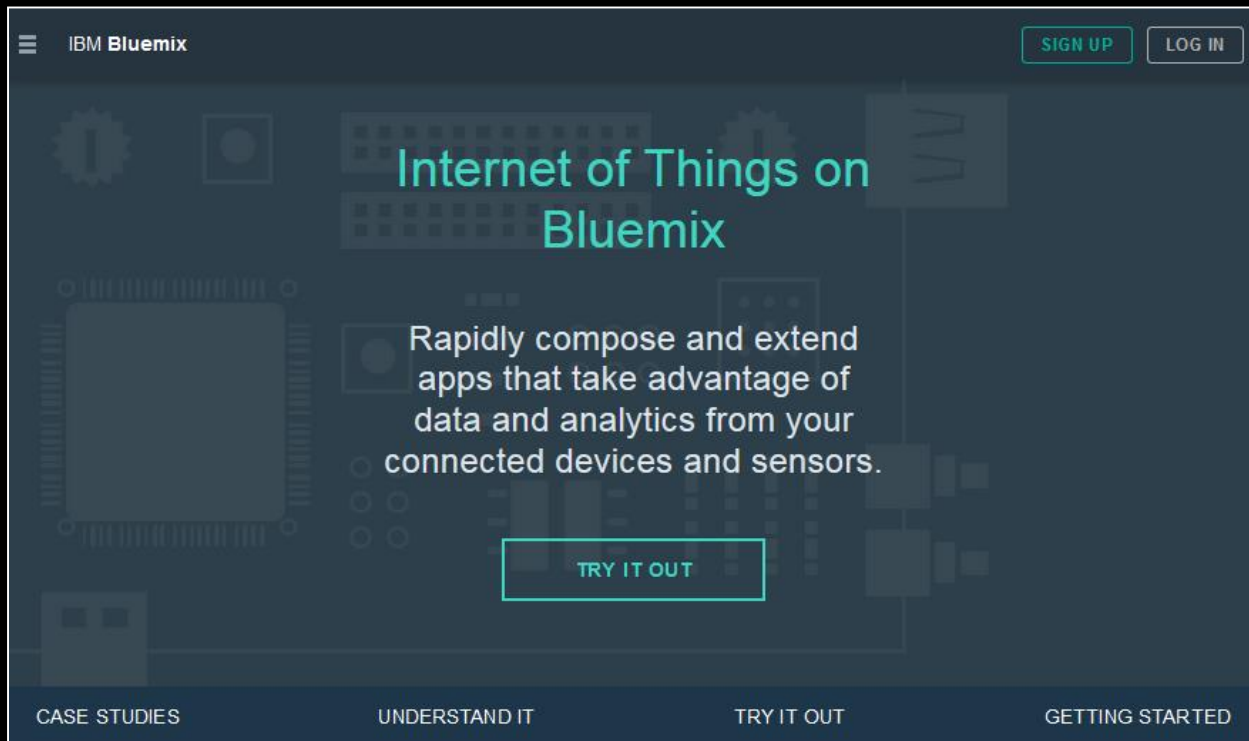 IBM Bluemix
SIGN UP
LOG IN
Internet of Things on
Bluemix
Rapidly compose and extend
apps that take advantage of
data and analytics from your
connected devices and sensors.
TRY IT OUT
CASE STUDIES
UNDERSTAND IT
TRY IT OUT
GETTING STARTED